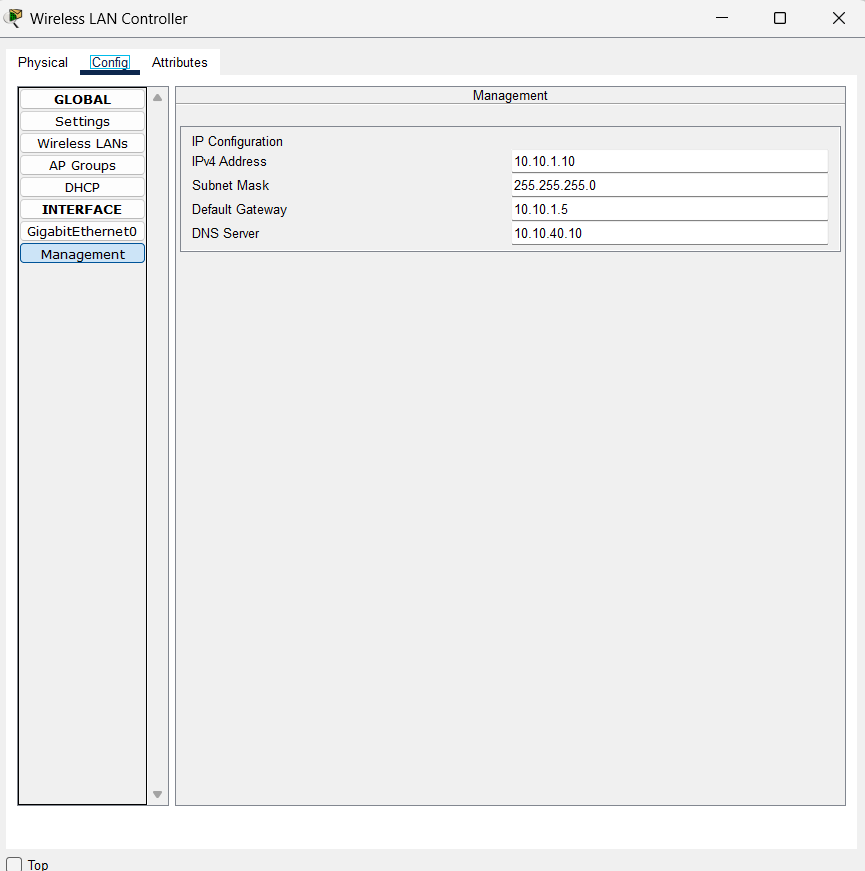 Wireless LAN Controller
Physical Config Attributes
GLOBAL
Settings
Wireless LANs
AP Groups
DHCP
INTERFACE
GigabitEthernet0
Management
Management
IP Configuration
IPv4 Address 10.10.1.10
Subnet Mask 255.255.255.0
Default Gateway 10.10.1.5
DNS Server 10.10.40.10
Top